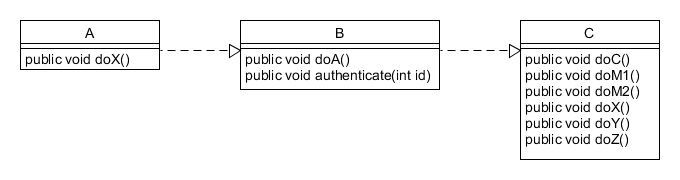 A
public void doX()
B
public void doA()
public void authenticate(int id)
C
public void doC()
public void doM1()
public void doM2()
public void doX()
public void doY()
public void doZ()